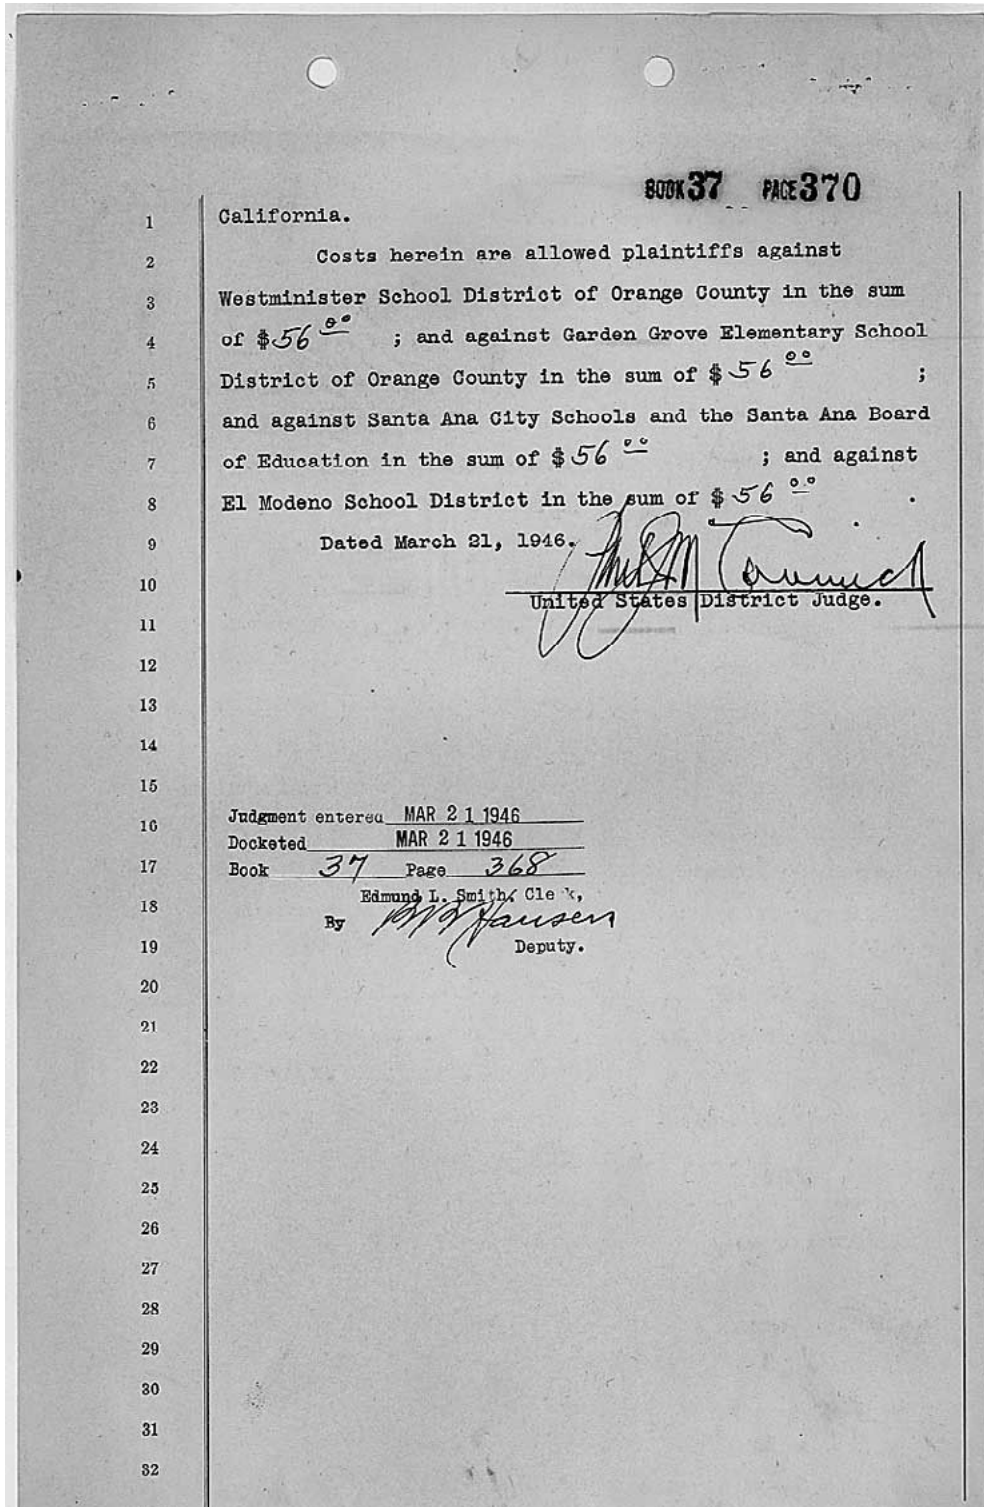 BOOK 37 PAGE 370
1 California.
2 Costs herein are allowed plaintiffs against
3 Westminister School District of Orange County in the sum
4 of $56 00 ; and against Garden Grove Elementary School
5 District of Orange County in the sum of $56 00 ;
6 and against Santa Ana City Schools and the Santa Ana Board
7 of Education in the sum of $56 00 ; and against
8 El Modeno School District in the sum of $56 00 .
9 Dated March 21, 1946.
10 Paul J. McCormick
United States District Judge.
11
12
13
14
15
Judgment entered MAR 21 1946
16
Docketed MAR 21 1946
17 Book 37 Page 368
Edmund L. Smith, Clerk,
18 By Hansen
19 Deputy.
20
21
22
23
24
25
26
27
28
29
30
31
32